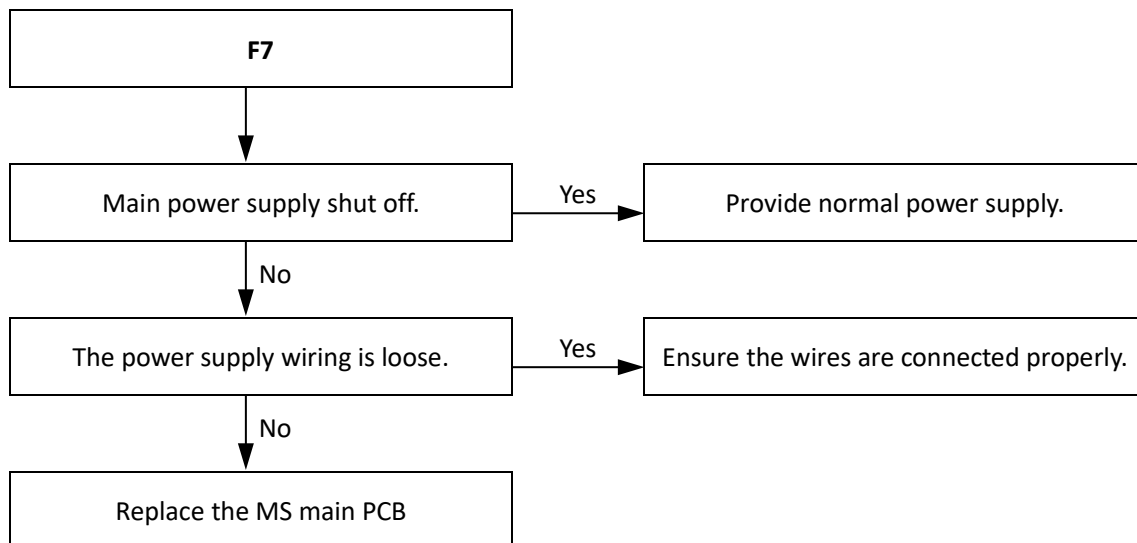 F7
Main power supply shut off.
Yes
Provide normal power supply.
No
The power supply wiring is loose.
Yes
Ensure the wires are connected properly.
No
Replace the MS main PCB